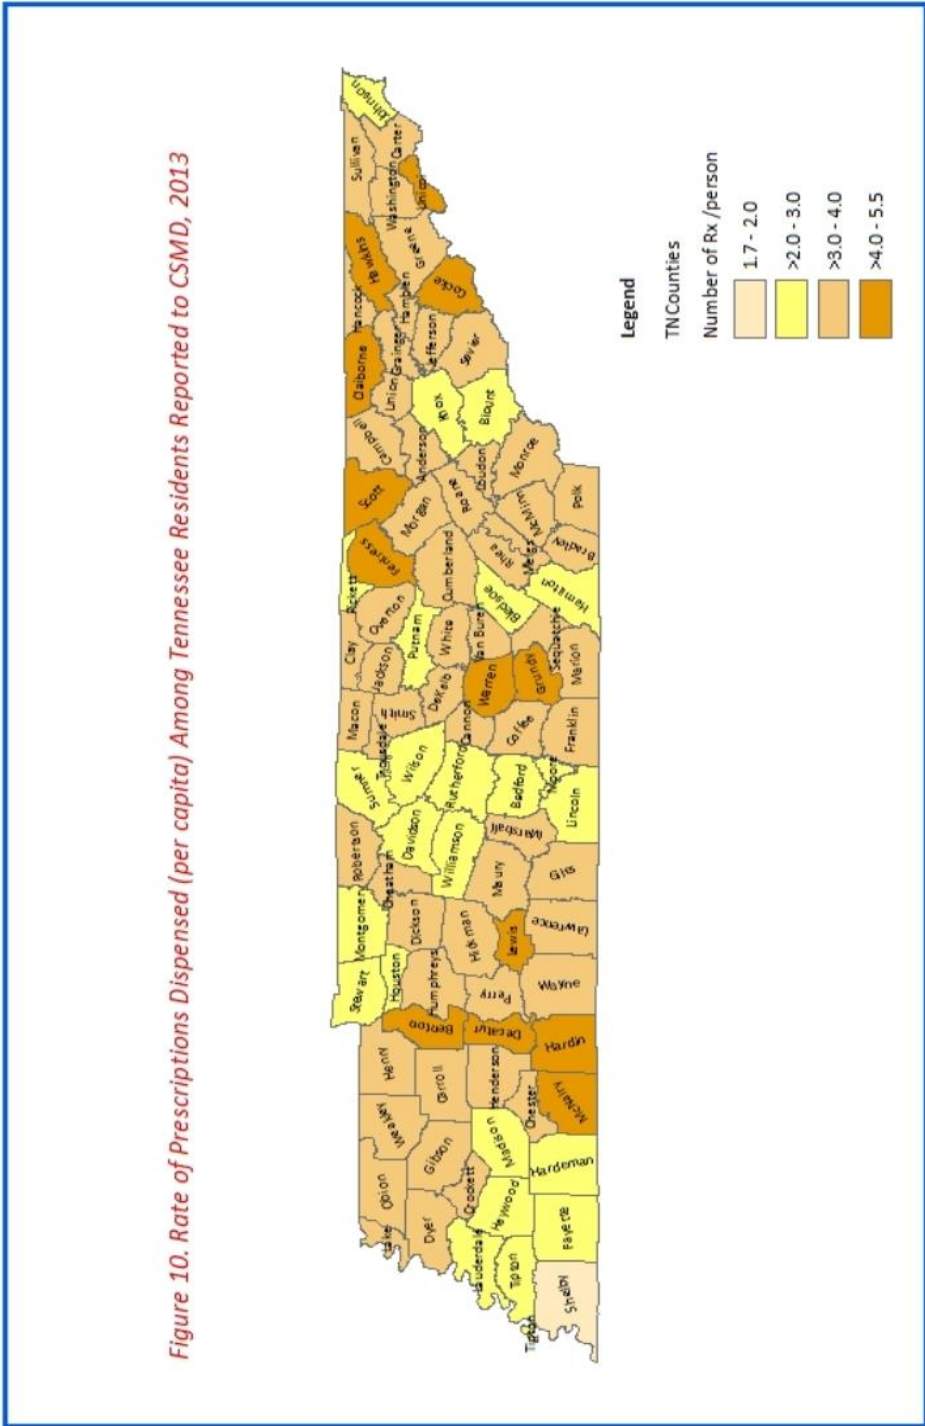 Figure 10. Rate of Prescriptions Dispensed (per capita) Among Tennessee Residents Reported to CSMD, 2013
Lake
Obion
Weakley
Henry
Stewart
Montgomery
Robertson
Sumner
Macon
Clay
Pickett
Fentress
Scott
Campbell
Claiborne
Hancock
Hawkins
Sullivan
Johnson
Dyer
Gibson
Carroll
Benton
Houston
Humphreys
Dickson
Cheatham
Davidson
Trousdale
Wilson
Smith
Jackson
Overton
Putnam
Morgan
Anderson
Union
Grainger
Hamblen
Greene
Washington
Carter
Unicoi
Lauderdale
Crockett
Tipton
Tipton
Haywood
Madison
Henderson
Decatur
Perry
Hickman
Williamson
Rutherford
Cannon
DeKalb
White
Cumberland
Roane
Loudon
Knox
Blount
Jefferson
Sevier
Cocke
Shelby
Fayette
Hardeman
Chester
McNairy
Hardin
Wayne
Lewis
Lawrence
Maury
Giles
Marshall
Bedford
Moore
Lincoln
Coffee
Franklin
Warren
Grundy
Van Buren
Sequatchie
Marion
Bledsoe
Hamilton
Rhea
Meigs
McMinn
Bradley
Polk
Monroe
Legend
TNCounties
Number of Rx /person
1.7 - 2.0
>2.0 - 3.0
>3.0 - 4.0
>4.0 - 5.5